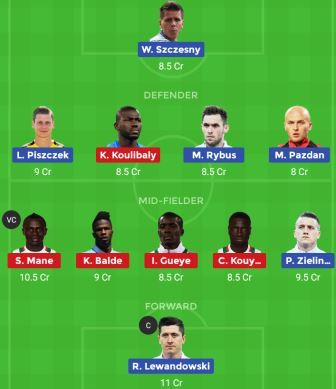 W. Szczesny
8.5 Cr
DEFENDER
L. Piszczek K. Koulibaly M. Rybus M. Pazdan
9 Cr 8.5 Cr 8.5 Cr 8 Cr
MID-FIELDER
VC
S. Mane K. Balde I. Gueye C. Kouy... P. Zielin...
10.5 Cr 9 Cr 8.5 Cr 8.5 Cr 9.5 Cr
FORWARD
C
R. Lewandowski
11 Cr